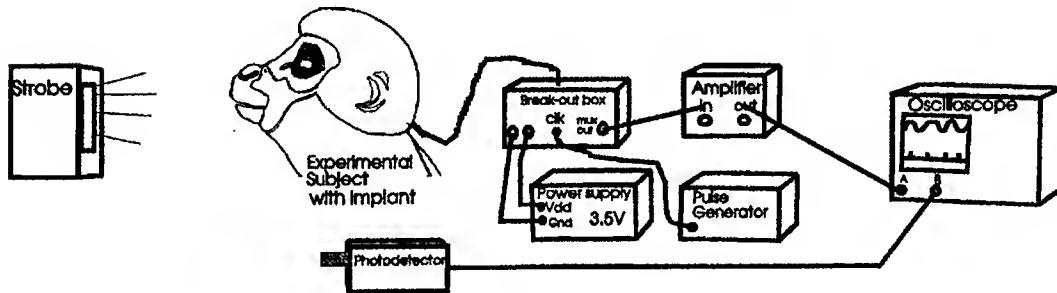 Strobe
Experimental
Subject
with Implant
Break-out box
clk
mux
out
Power supply
Vdd
Gnd
3.5V
Amplifier
in
out
Pulse
Generator
Oscilloscope
A
B
Photodetector